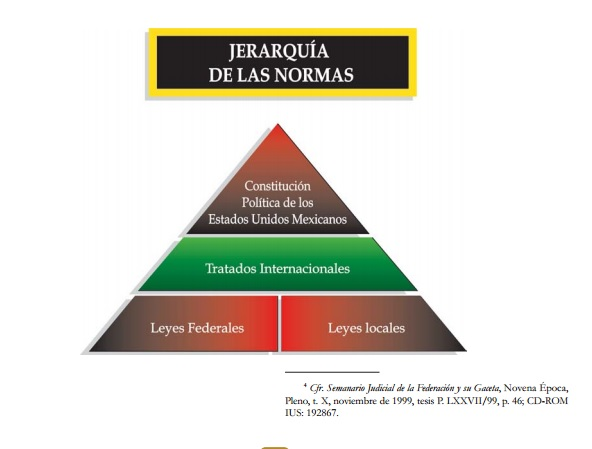 JERARQUÍA
DE LAS NORMAS
Constitución
Política de los
Estados Unidos Mexicanos
Tratados Internacionales
Leyes Federales
Leyes locales
⁴ Cfr. Semanario Judicial de la Federación y su Gaceta, Novena Época,
Pleno, t. X, noviembre de 1999, tesis P. LXXVII/99, p. 46; CD-ROM
IUS: 192867.